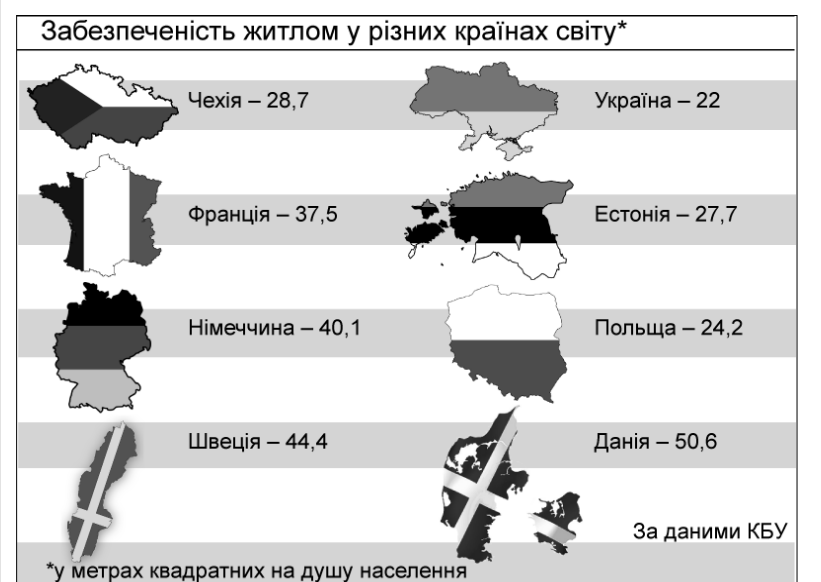 Забезпеченість житлом у різних країнах світу*
Чехія – 28,7
Україна – 22
Франція – 37,5
Естонія – 27,7
Німеччина – 40,1
Польща – 24,2
Швеція – 44,4
Данія – 50,6
За даними КБУ
*у метрах квадратних на душу населення